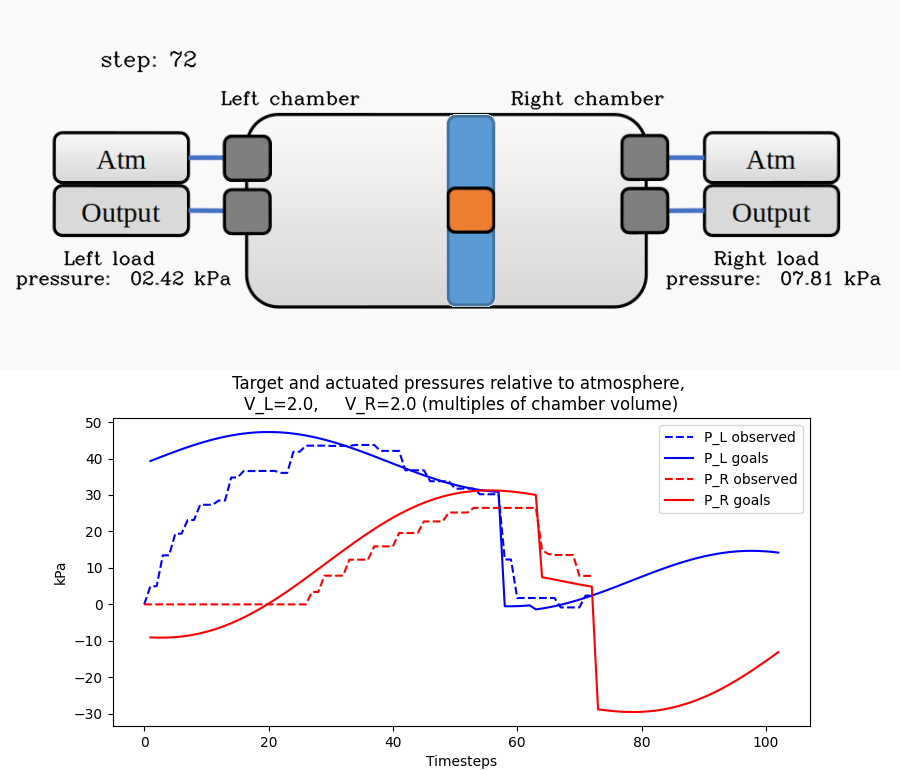 step: 72
Left chamber
Right chamber
Atm
Atm
Output
Output
Left load
pressure: 02.42 kPa
Right load
pressure: 07.81 kPa
Target and actuated pressures relative to atmosphere,
V_L=2.0, V_R=2.0 (multiples of chamber volume)
P_L observed
P_L goals
P_R observed
P_R goals
50
40
30
20
10
0
−10
−20
−30
kPa
0 20 40 60 80 100
Timesteps